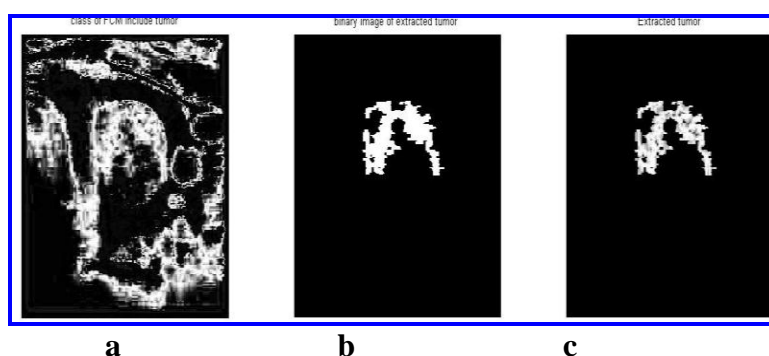 class of FCM include tumor
binary image of extracted tumor
Extracted tumor
a
b
c